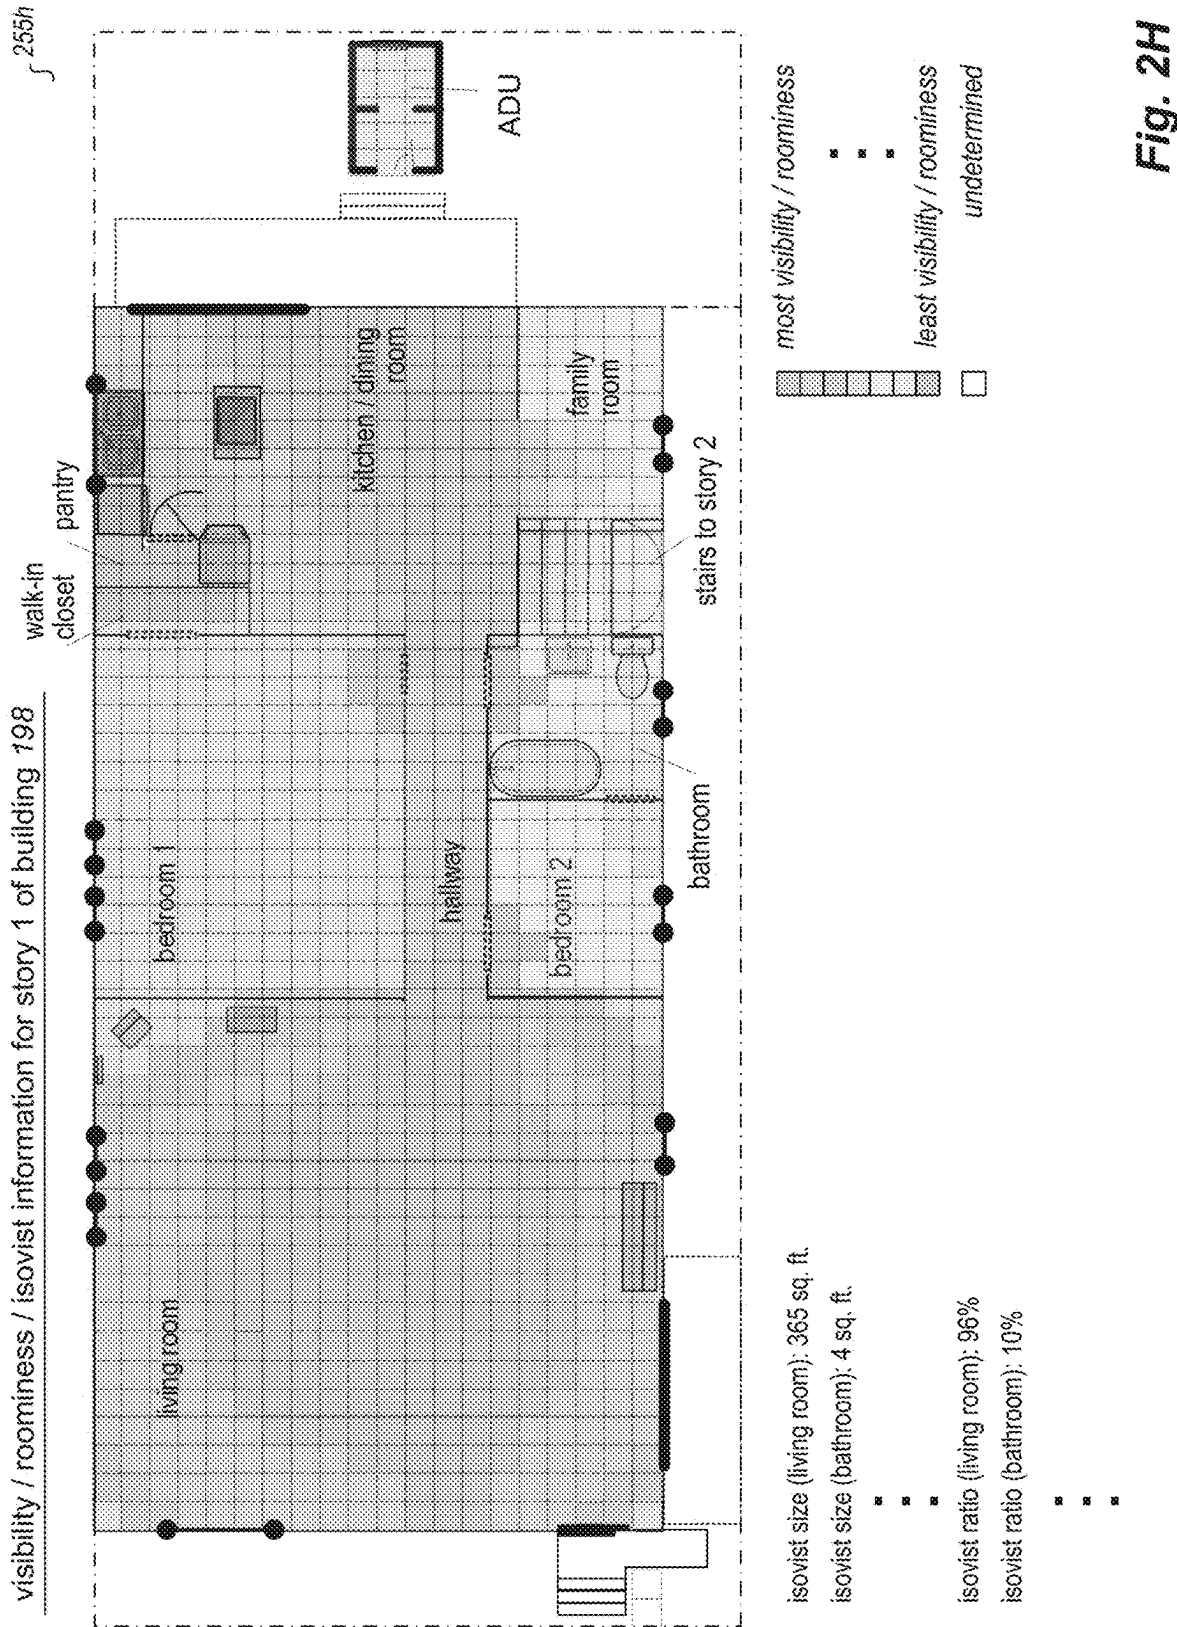 255h
visibility / roominess / isovist information for story 1 of building 198
walk-in
closet
pantry
living room
bedroom 1
hallway
bedroom 2
kitchen / dining
room
family
room
ADU
bathroom
stairs to story 2
isovist size (living room): 365 sq. ft.
isovist size (bathroom): 4 sq. ft.
isovist ratio (living room): 96%
isovist ratio (bathroom): 10%
most visibility / roominess
least visibility / roominess
undetermined
Fig. 2H